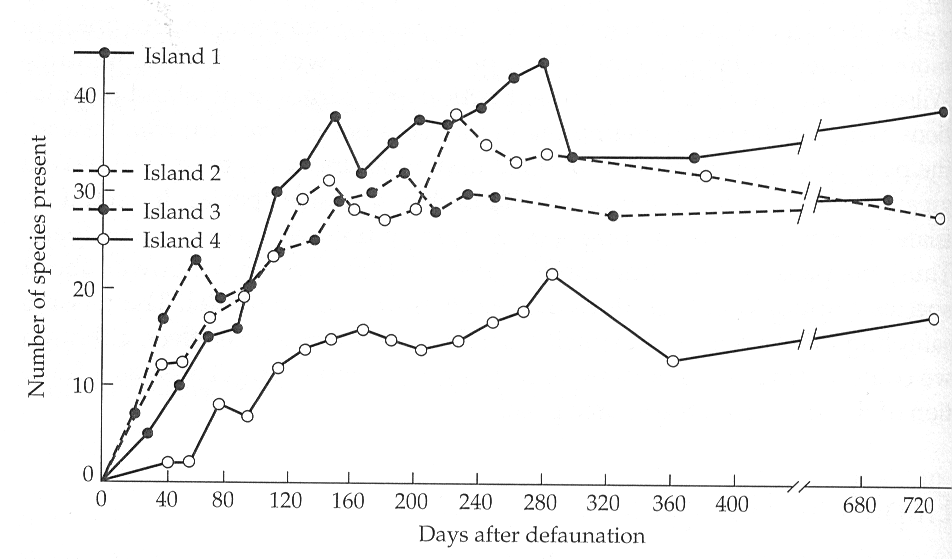 Island 1
40
Island 2
30
Island 3
Island 4
20
10
0
0 40 80 120 160 200 240 280 320 360 400 680 720
Days after defaunation
Number of species present